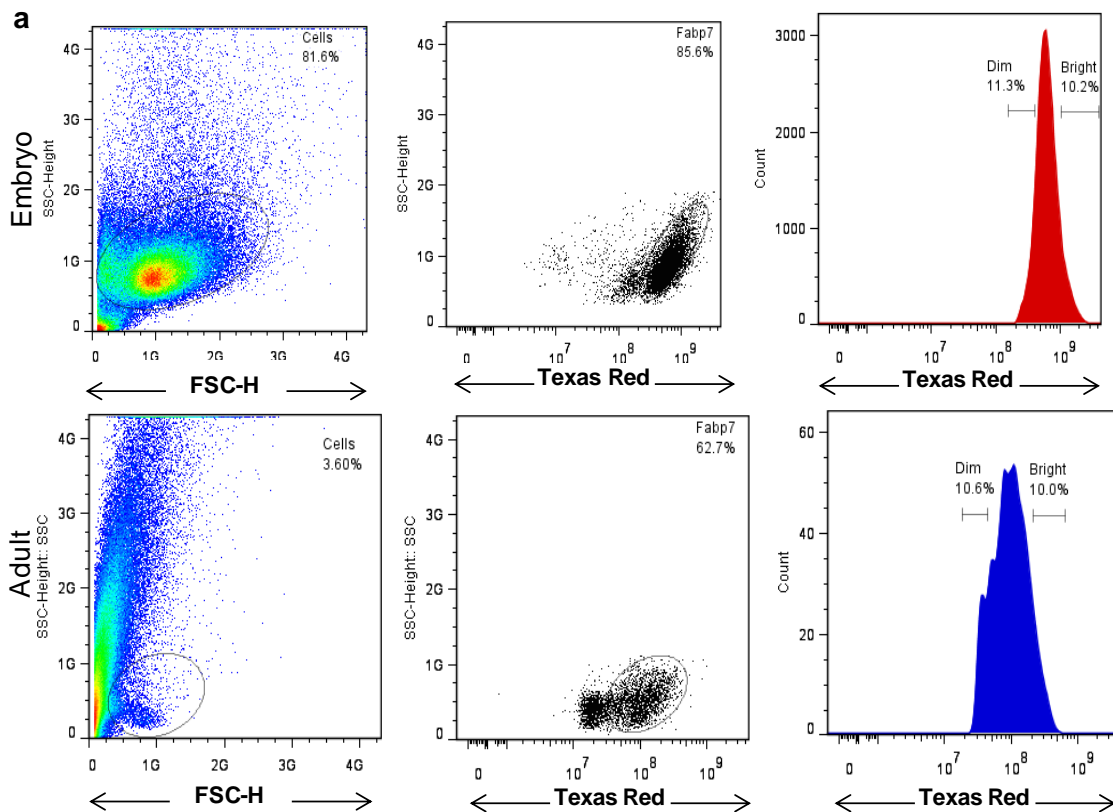 a
Embryo
SSC-Height
4G
3G
2G
1G
0
Cells
81.6%
0
1G
2G
3G
4G
FSC-H
SSC-Height
4G
3G
2G
1G
0
Fabp7
85.6%
0
10^7
10^8
10^9
Texas Red
Count
3000
2000
1000
0
Dim
11.3%
Bright
10.2%
0
10^7
10^8
10^9
Texas Red
Adult
SSC-Height:: SSC
4G
3G
2G
1G
0
Cells
3.60%
0
1G
2G
3G
4G
FSC-H
SSC-Height:: SSC
4G
3G
2G
1G
0
Fabp7
62.7%
0
10^7
10^8
10^9
Texas Red
Count
60
40
20
0
Dim
10.6%
Bright
10.0%
0
10^7
10^8
10^9
Texas Red